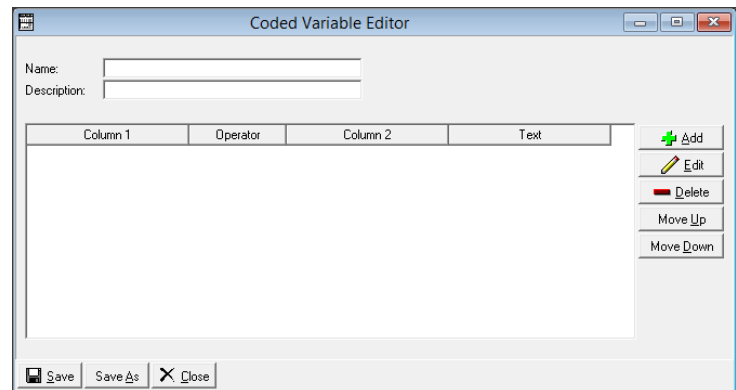 Coded Variable Editor
Name:
Description:
Column 1 Operator Column 2 Text
Add
Edit
Delete
Move Up
Move Down
Save Save As Close